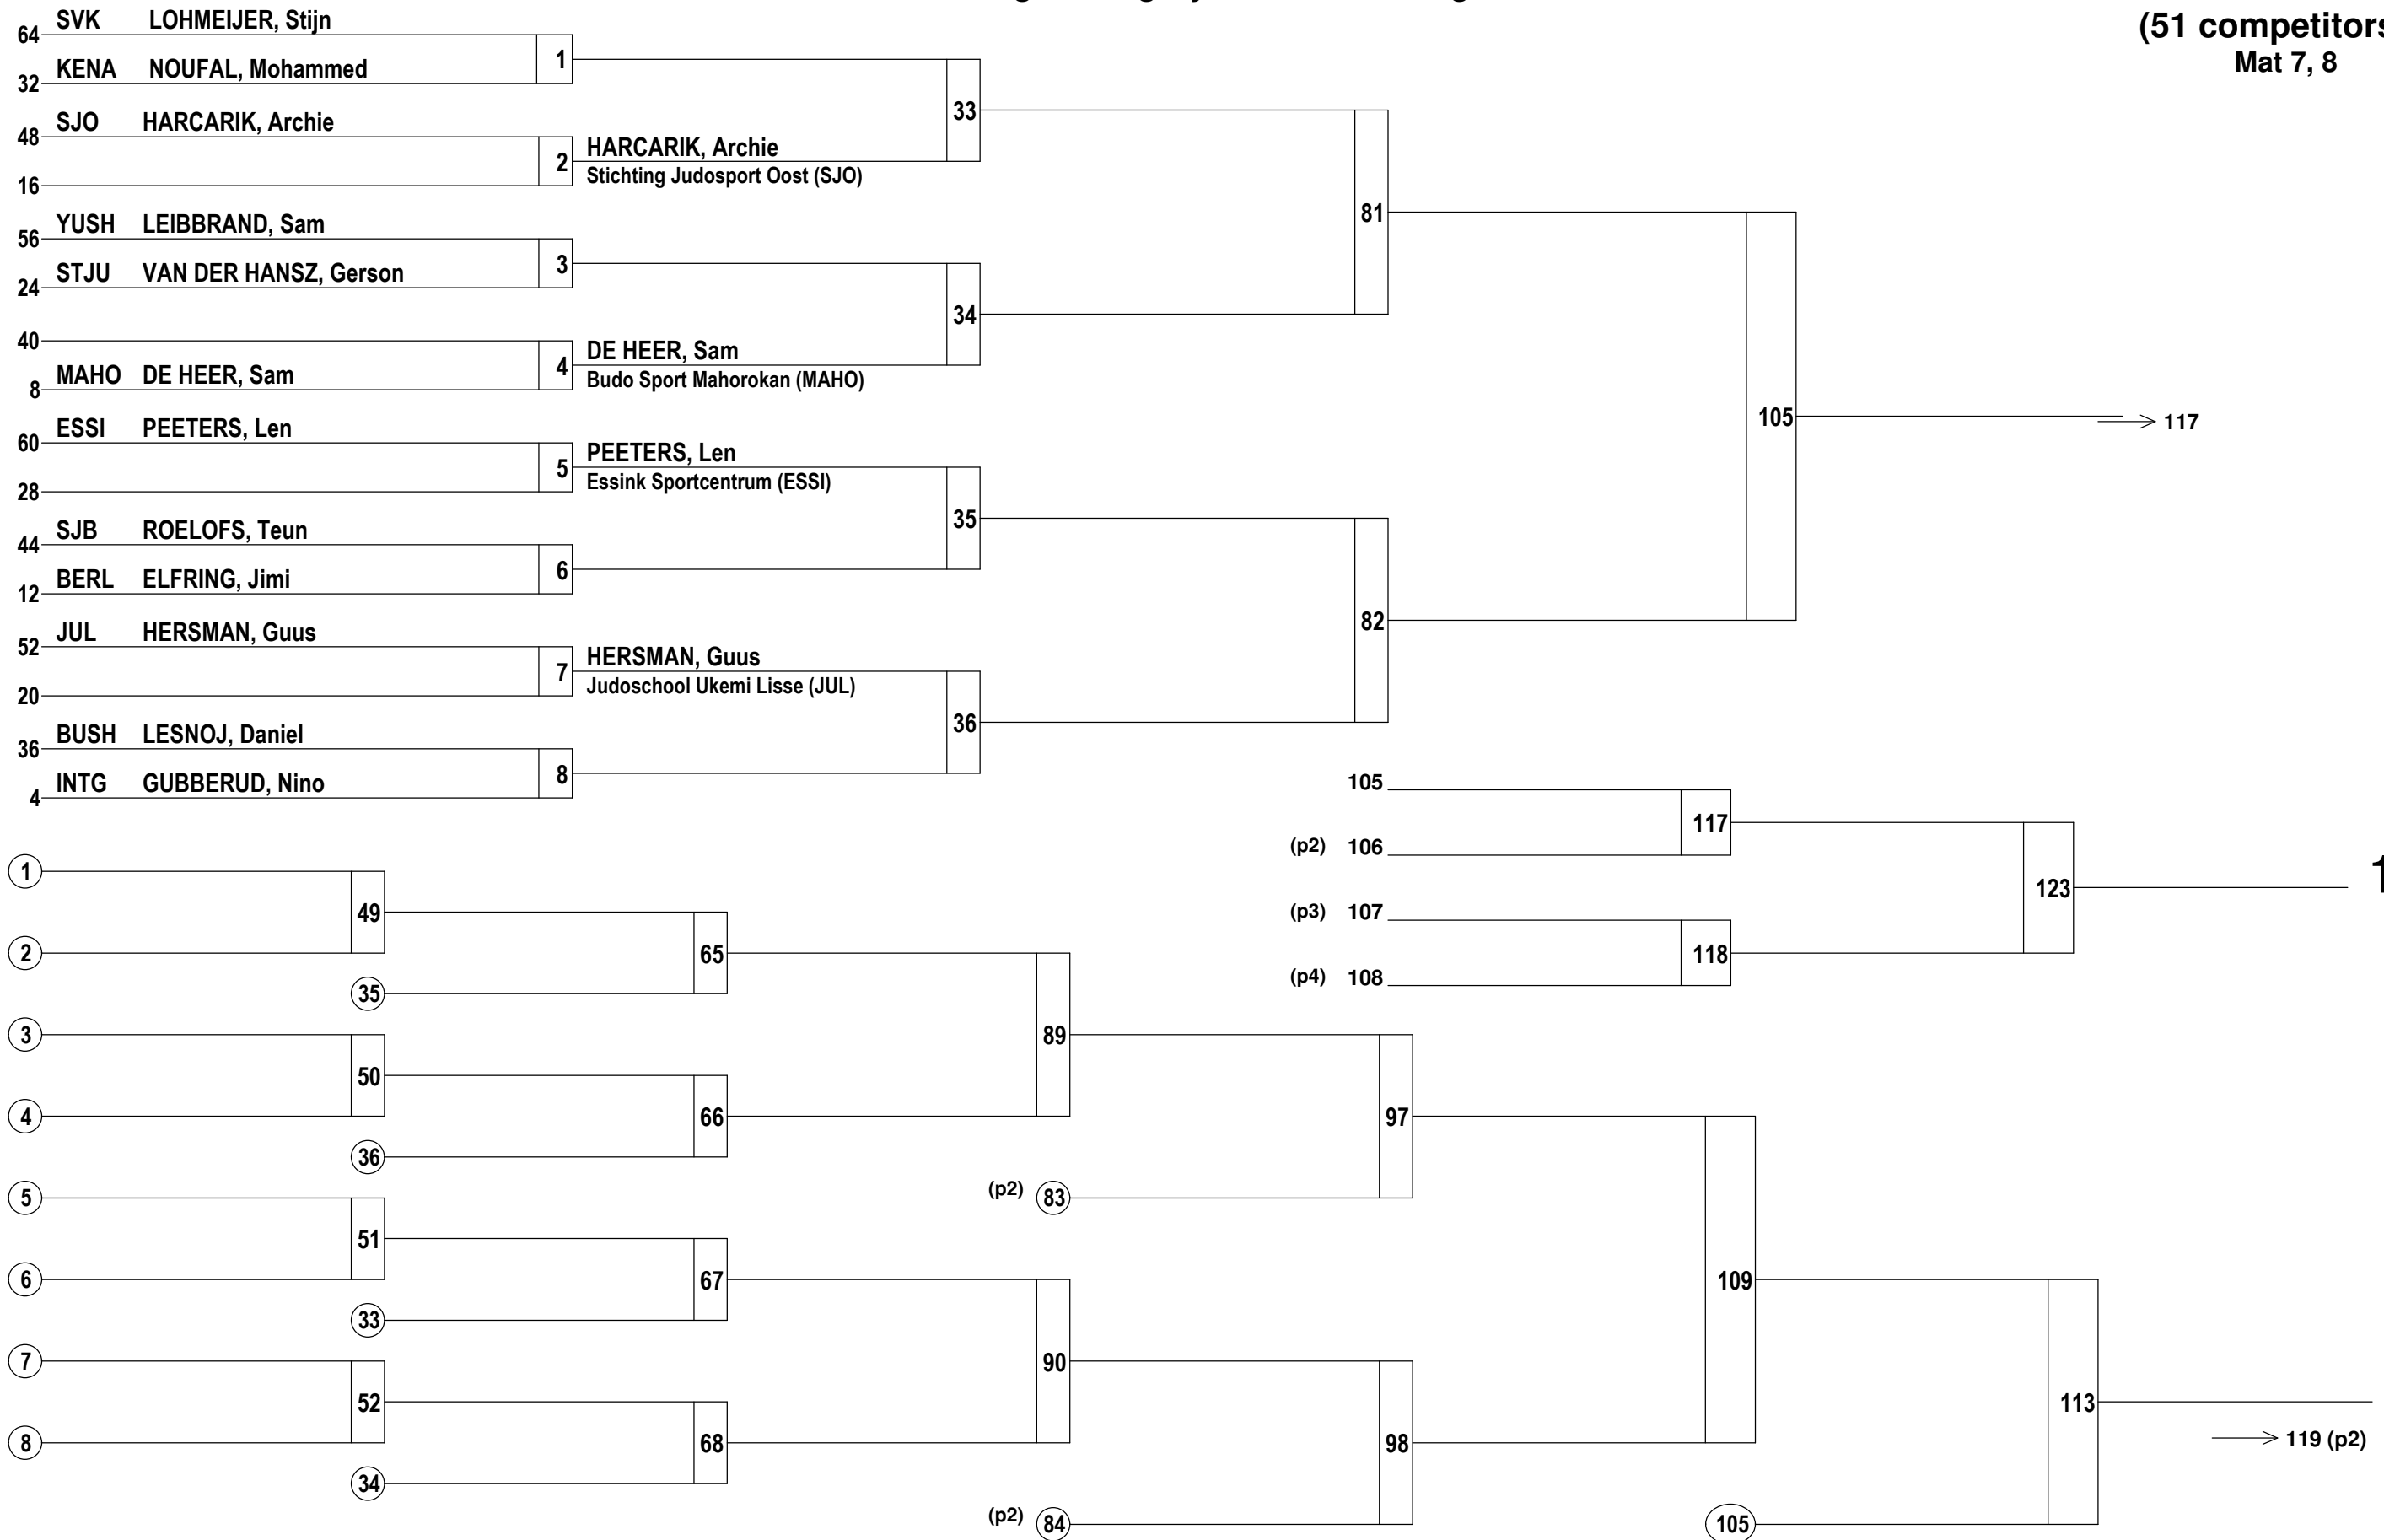 (51 competitors
Mat 7, 8
64 SVK LOHMEIJER, Stijn
1
32 KENA NOUFAL, Mohammed
33
48 SJO HARCARIK, Archie
2 HARCARIK, Archie
Stichting Judosport Oost (SJO)
16
81
56 YUSH LEIBBRAND, Sam
3
24 STJU VAN DER HANSZ, Gerson
34
40
4 DE HEER, Sam
Budo Sport Mahorokan (MAHO)
8 MAHO DE HEER, Sam
105
117
60 ESSI PEETERS, Len
5 PEETERS, Len
Essink Sportcentrum (ESSI)
28
35
44 SJB ROELOFS, Teun
6
12 BERL ELFRING, Jimi
82
52 JUL HERSMAN, Guus
7 HERSMAN, Guus
Judoschool Ukemi Lisse (JUL)
20
36
36 BUSH LESNOJ, Daniel
8
4 INTG GUBBERUD, Nino
105
117
(p2) 106
123
1
(p3) 107
118
(p4) 108
1
49
2
65
35
89
3
50
4
66
36
97
(p2) 83
5
51
6
67
33
109
7
90
52
8
68
34
98
113
119 (p2)
(p2) 84
105